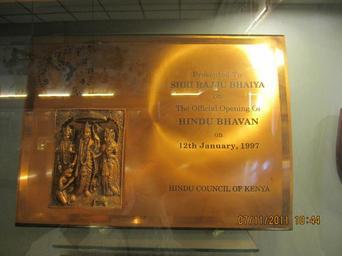 Presented To
SHRI RAJJU BHAIYA
on
The Official Opening Of
HINDU BHAVAN
on
12th January, 1997
HINDU COUNCIL OF KENYA
07/11/2011 18:44